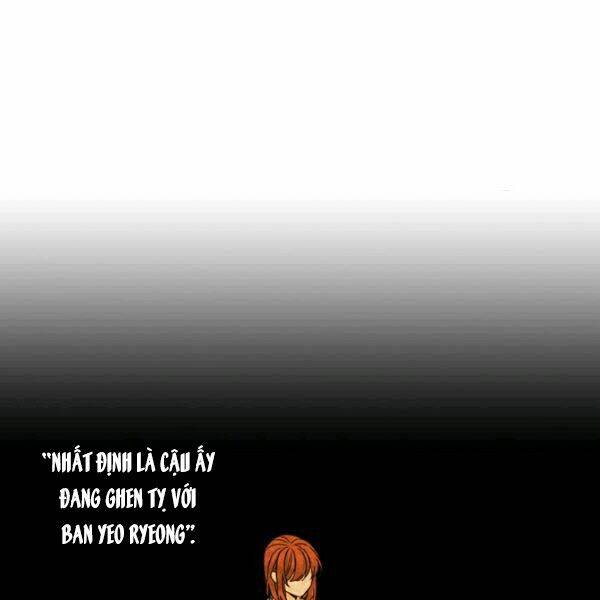 “NHẤT ĐỊNH LÀ CẬU ẤY
ĐANG GHEN TỴ VỚI
BAN YEO RYEONG”.